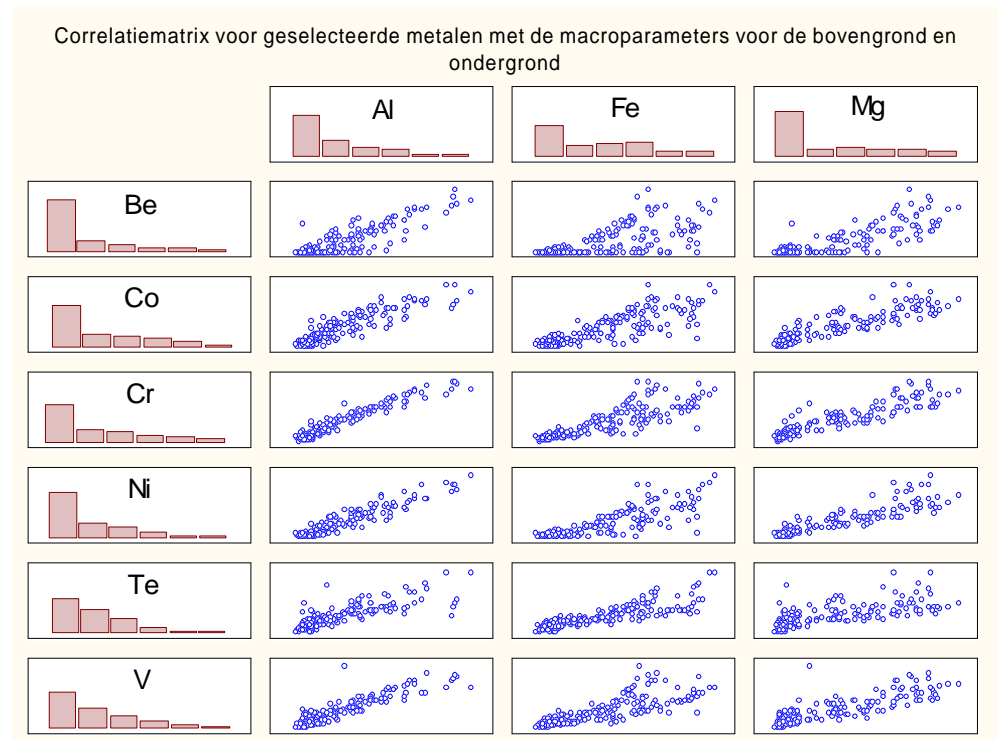 Correlatiematrix voor geselecteerde metalen met de macroparameters voor de bovengrond en
ondergrond
Al
Fe
Mg
Be
Co
Cr
Ni
Te
V